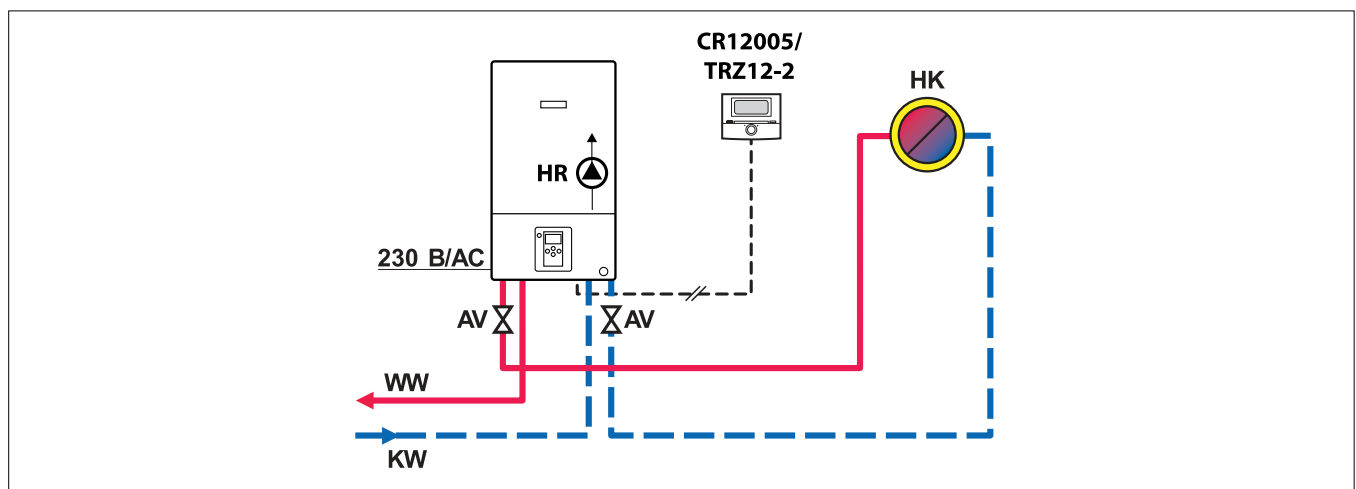 CR12005/
TRZ12-2
HK
HR
230 В/AC
AV
AV
WW
KW